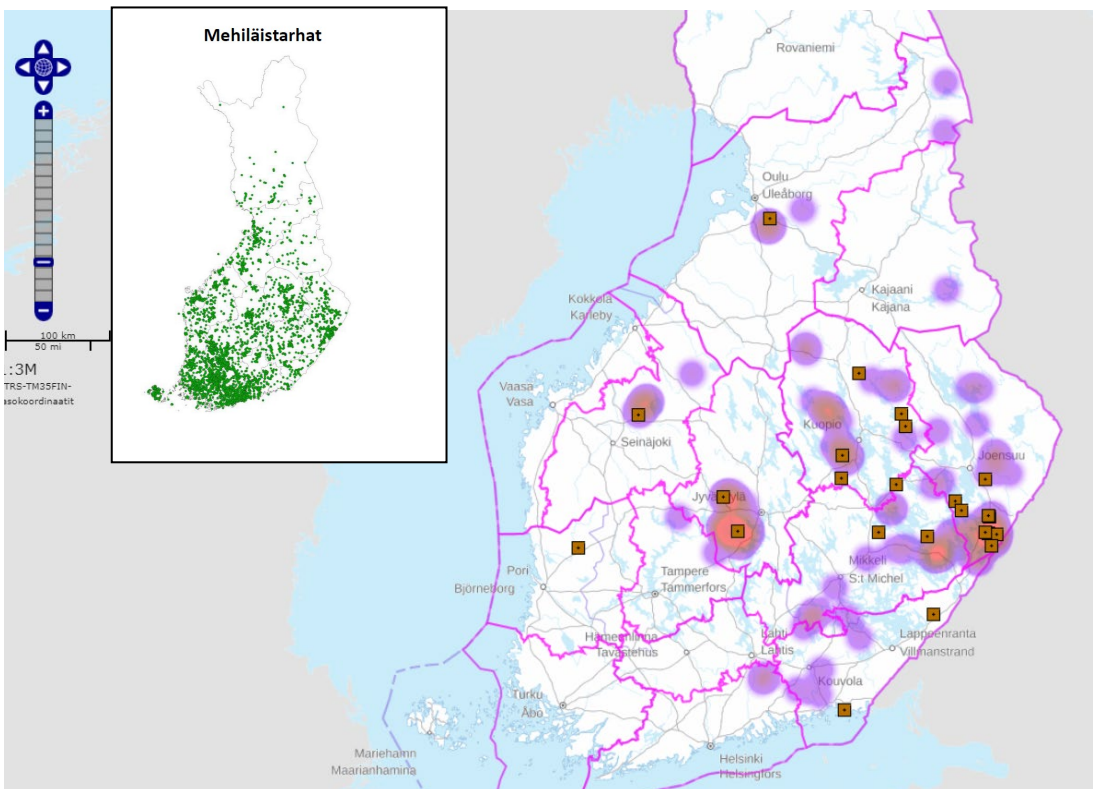 Mehiläistarhat
100 km
50 mi
1:3M
TRS-TM35FIN-
asokoordinaatit
Rovaniemi
Oulu
Uleåborg
Kajaani
Kajana
Kokkola
Karleby
Vaasa
Vasa
Seinäjoki
Kuopio
Joensuu
Jyväskylä
Mikkeli
S:t Michel
Pori
Björneborg
Tampere
Tammerfors
Hämeenlinna
Tavastehus
Lahti
Lahtis
Lappeenranta
Villmanstrand
Kouvola
Turku
Åbo
Mariehamn
Maarianhamina
Helsinki
Helsingfors